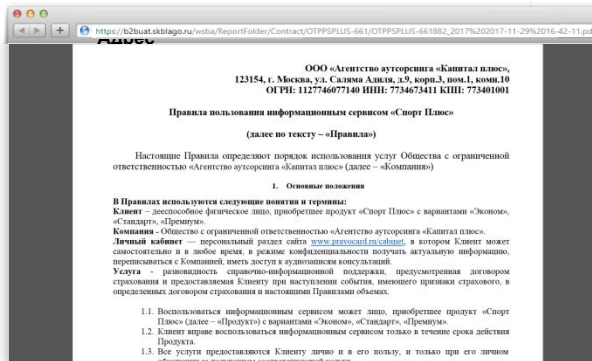 https://b2buat.skblago.ru/wsba/ReportFolder/Contract/OTPPSPLUS-661/OTPPSPLUS-661882_2017%202017-11-29%2016-42-11.pd
Адрес
ООО «Агентство аутсорсинга «Капитал плюс»,
123154, г. Москва, ул. Саляма Адиля, д.9, корп.3, пом.1, комн.10
ОГРН: 1127746077140 ИНН: 7734673411 КПП: 773401001
Правила пользования информационным сервисом «Спорт Плюс»
(далее по тексту – «Правила»)
Настоящие Правила определяют порядок использования услуг Общества с ограниченной
ответственностью «Агентство аутсорсинга «Капитал плюс» (далее – «Компания»)
1. Основные положения
В Правилах используются следующие понятия и термины:
Клиент – дееспособное физическое лицо, приобретшее продукт «Спорт Плюс» с вариантами «Эконом»,
«Стандарт», «Премиум».
Компания - Общество с ограниченной ответственностью «Агентство аутсорсинга «Капитал плюс».
Личный кабинет — персональный раздел сайта www.pravocard.ru/cabinet, в котором Клиент может
самостоятельно и в любое время, в режиме конфиденциальности получать актуальную информацию,
переписываться с Компанией, иметь доступ к аудиозаписям консультаций.
Услуга - разновидность справочно-информационной поддержки, предусмотренная договором
страхования и предоставляемая Клиенту при наступлении события, имеющего признаки страхового, в
определенных договором страхования и настоящими Правилами объемах.
1.1. Воспользоваться информационным сервисом может лицо, приобретшее продукт «Спорт
Плюс» (далее – «Продукт») с вариантами «Эконом», «Стандарт», «Премиум».
1.2. Клиент вправе воспользоваться информационным сервисом только в течение срока действия
Продукта.
1.3. Все услуги предоставляются Клиенту лично и в его пользу, и только при его личном